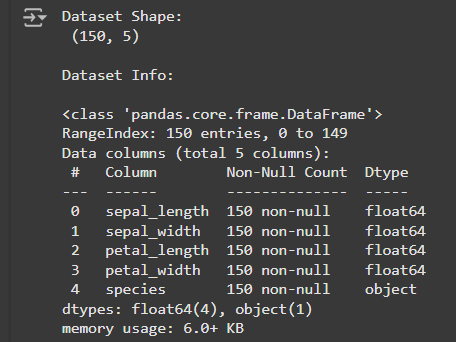 Dataset Shape:
(150, 5)
Dataset Info:
<class 'pandas.core.frame.DataFrame'>
RangeIndex: 150 entries, 0 to 149
Data columns (total 5 columns):
#   Column        Non-Null Count  Dtype
---  ------        --------------  -----
0   sepal_length  150 non-null    float64
1   sepal_width   150 non-null    float64
2   petal_length  150 non-null    float64
3   petal_width   150 non-null    float64
4   species       150 non-null    object
dtypes: float64(4), object(1)
memory usage: 6.0+ KB